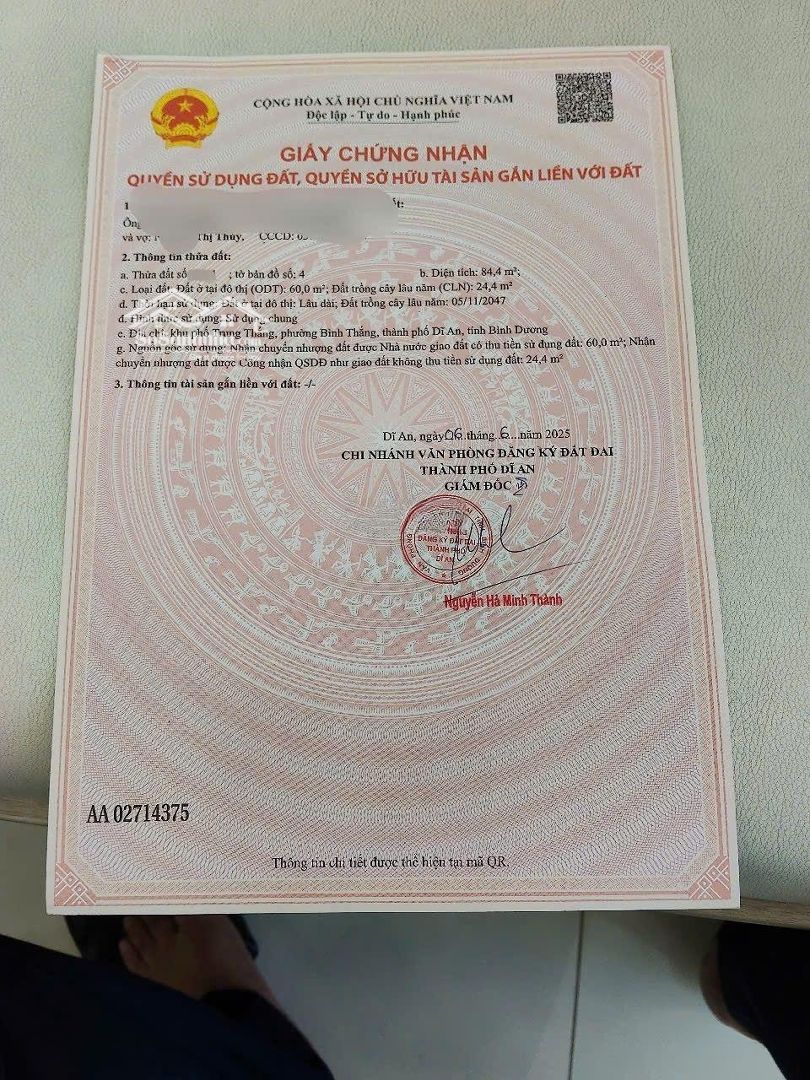 CỘNG HÒA XÃ HỘI CHỦ NGHĨA VIỆT NAM
Độc lập - Tự do - Hạnh phúc
GIẤY CHỨNG NHẬN
QUYỀN SỬ DỤNG ĐẤT, QUYỀN SỞ HỮU TÀI SẢN GẮN LIỀN VỚI ĐẤT
1
Ông
và vợ: Thị Thủy, CCCD:
2. Thông tin thửa đất:
a. Thửa đất số ; tờ bản đồ số: 4 b. Diện tích: 84,4 m²;
c. Loại đất: Đất ở tại đô thị (ODT): 60,0 m²; Đất trồng cây lâu năm (CLN): 24,4 m²
d. Thời hạn sử dụng: Đất ở tại đô thị: Lâu dài; Đất trồng cây lâu năm: 05/11/2047
đ. Hình thức sử dụng: Sử dụng chung
e. Địa chỉ: khu phố Trung Thắng, phường Bình Thắng, thành phố Dĩ An, tỉnh Bình Dương
g. Nguồn gốc sử dụng: Nhận chuyển nhượng đất được Nhà nước giao đất có thu tiền sử dụng đất: 60,0 m²; Nhận
chuyển nhượng đất được Công nhận QSDĐ như giao đất không thu tiền sử dụng đất: 24,4 m²
3. Thông tin tài sản gắn liền với đất: -/-
Dĩ An, ngày 06 tháng 6 năm 2025
CHI NHÁNH VĂN PHÒNG ĐĂNG KÝ ĐẤT ĐAI
THÀNH PHỐ DĨ AN
GIÁM ĐỐC
ĐĂNG KÝ ĐẤT ĐAI
THÀNH PHỐ
DĨ AN
Nguyễn Hà Minh Thành
AA 02714375
Thông tin chi tiết được thể hiện tại mã QR.